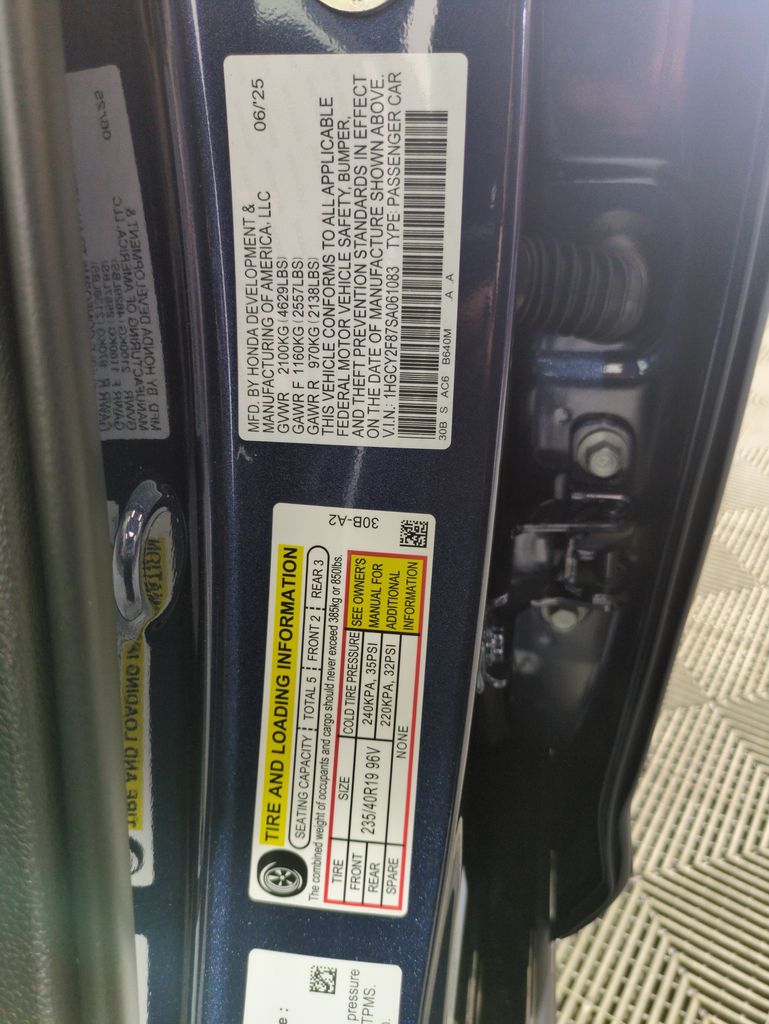 MFD. BY HONDA DEVELOPMENT &
MANUFACTURING OF AMERICA, LLC 06/'25
GVWR 2100KG (4629LBS)
GAWR F 1160KG (2557LBS)
GAWR R 970KG (2138LBS)
THIS VEHICLE CONFORMS TO ALL APPLICABLE
FEDERAL MOTOR VEHICLE SAFETY, BUMPER,
AND THEFT PREVENTION STANDARDS IN EFFECT
ON THE DATE OF MANUFACTURE SHOWN ABOVE.
V.I.N.: 1HGCY2F87SA061083 TYPE: PASSENGER CAR
30B S AC6 B640M .A .A
TIRE AND LOADING INFORMATION
30B-A2
SEATING CAPACITY TOTAL 5 FRONT 2 REAR 3
The combined weight of occupants and cargo should never exceed 385kg or 850lbs.
TIRE SIZE COLD TIRE PRESSURE SEE OWNER'S
MANUAL FOR
ADDITIONAL
INFORMATION
FRONT 235/40R19 96V 240KPA, 35PSI
REAR 220KPA, 32PSI
SPARE NONE
pressure
TPMS.